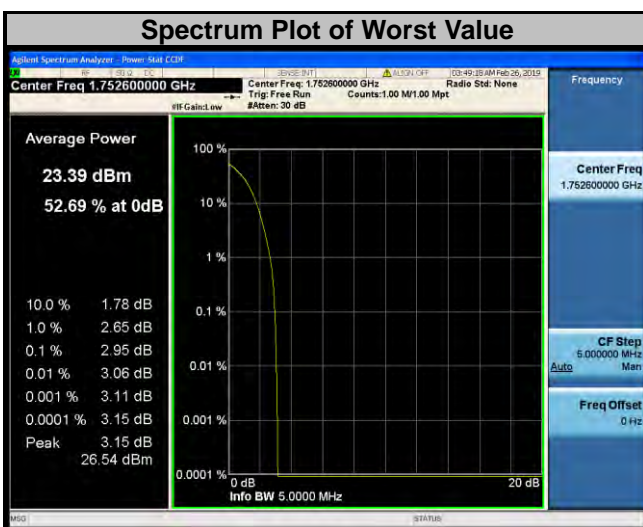 Spectrum Plot of Worst Value
Agilent Spectrum Analyzer - Power Stat CCDF
RF 50 Ω DC SENSE:INT ALIGN OFF 03:49:18 AM Feb 26, 2019
Center Freq 1.752600000 GHz
Center Freq: 1.752600000 GHz Radio Std: None
Trig: Free Run Counts:1.00 M/1.00 Mpt
#IFGain:Low #Atten: 30 dB
Frequency
Average Power
23.39 dBm
52.69 % at 0dB
10.0 % 1.78 dB
1.0 % 2.65 dB
0.1 % 2.95 dB
0.01 % 3.06 dB
0.001 % 3.11 dB
0.0001 % 3.15 dB
Peak 3.15 dB
26.54 dBm
100 %
10 %
1 %
0.1 %
0.01 %
0.001 %
0.0001 %
0 dB 20 dB
Info BW 5.0000 MHz
Center Freq
1.752600000 GHz
CF Step
5.000000 MHz
Auto Man
Freq Offset
0 Hz
MSG STATUS